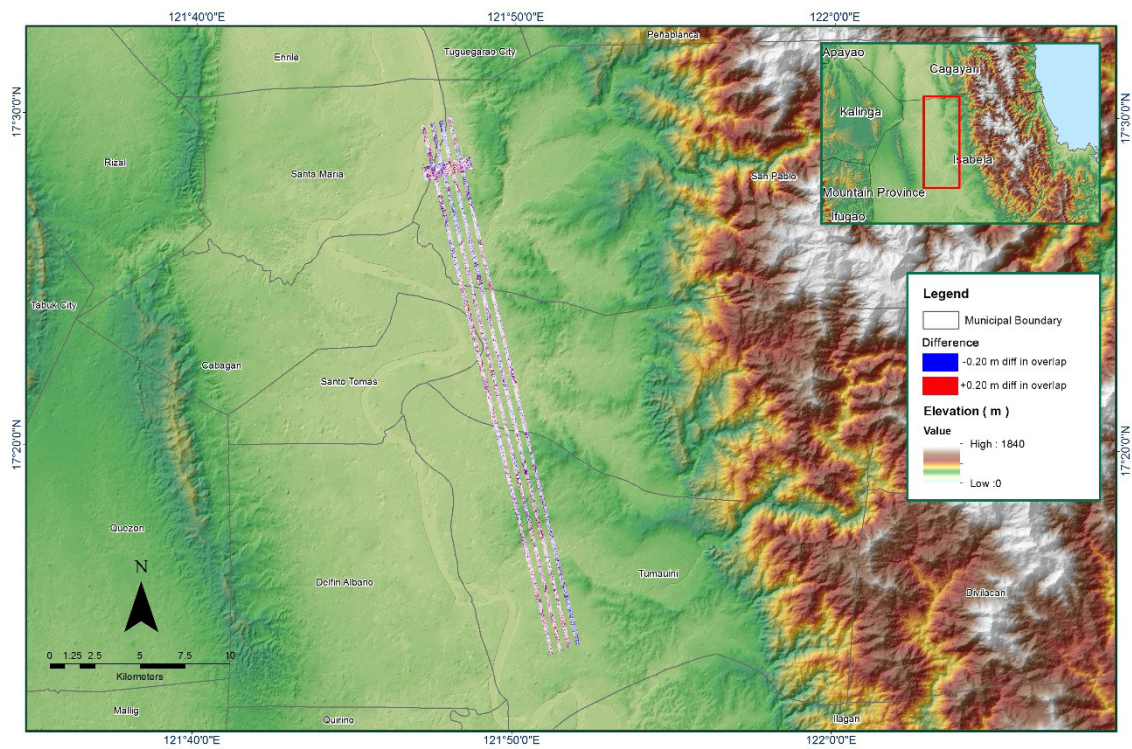 121°40'0"E
121°50'0"E
122°0'0"E
Peñablanca
Enrile
Tuguegarao City
Apayao
Cagayan
Kalinga
Isabela
Mountain Province
Ifugao
17°30'0"N
17°30'0"N
Rizal
Santa Maria
San Pablo
Tabuk City
Legend
Municipal Boundary
Difference
-0.20 m diff in overlap
+0.20 m diff in overlap
Elevation ( m )
Value
High : 1840
Low :0
Cabagan
Santo Tomas
17°20'0"N
17°20'0"N
Quezon
N
Delfin Albano
Tumauini
Divilacan
0 1.25 2.5 5 7.5 10
Kilometers
Mallig
Quirino
Ilagan
121°40'0"E
121°50'0"E
122°0'0"E